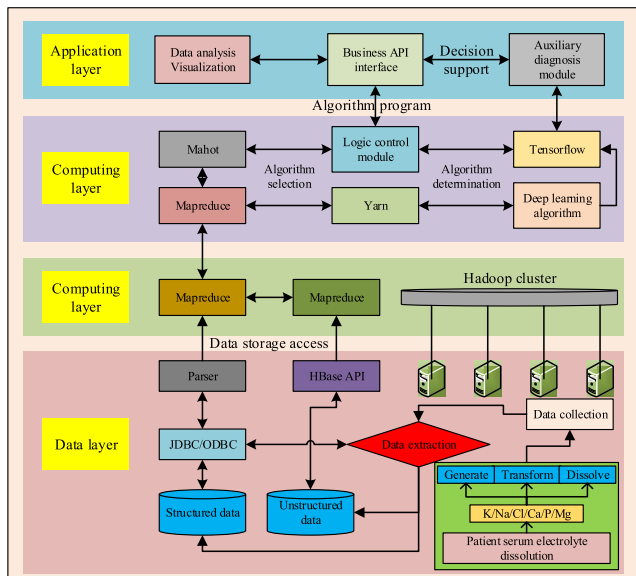 Application
layer
Data analysis
Visualization
Business API
interface
Decision
support
Auxiliary
diagnosis
module
Algorithm program
Computing
layer
Mahot
Logic control
module
Tensorflow
Algorithm
selection
Algorithm
determination
Mapreduce
Yarn
Deep learning
algorithm
Computing
layer
Mapreduce
Mapreduce
Hadoop cluster
Data storage access
Data layer
Parser
HBase API
Data collection
JDBC/ODBC
Data extraction
Structured data
Unstructured
data
Generate
Transform
Dissolve
K/Na/Cl/Ca/P/Mg
Patient serum electrolyte
dissolution